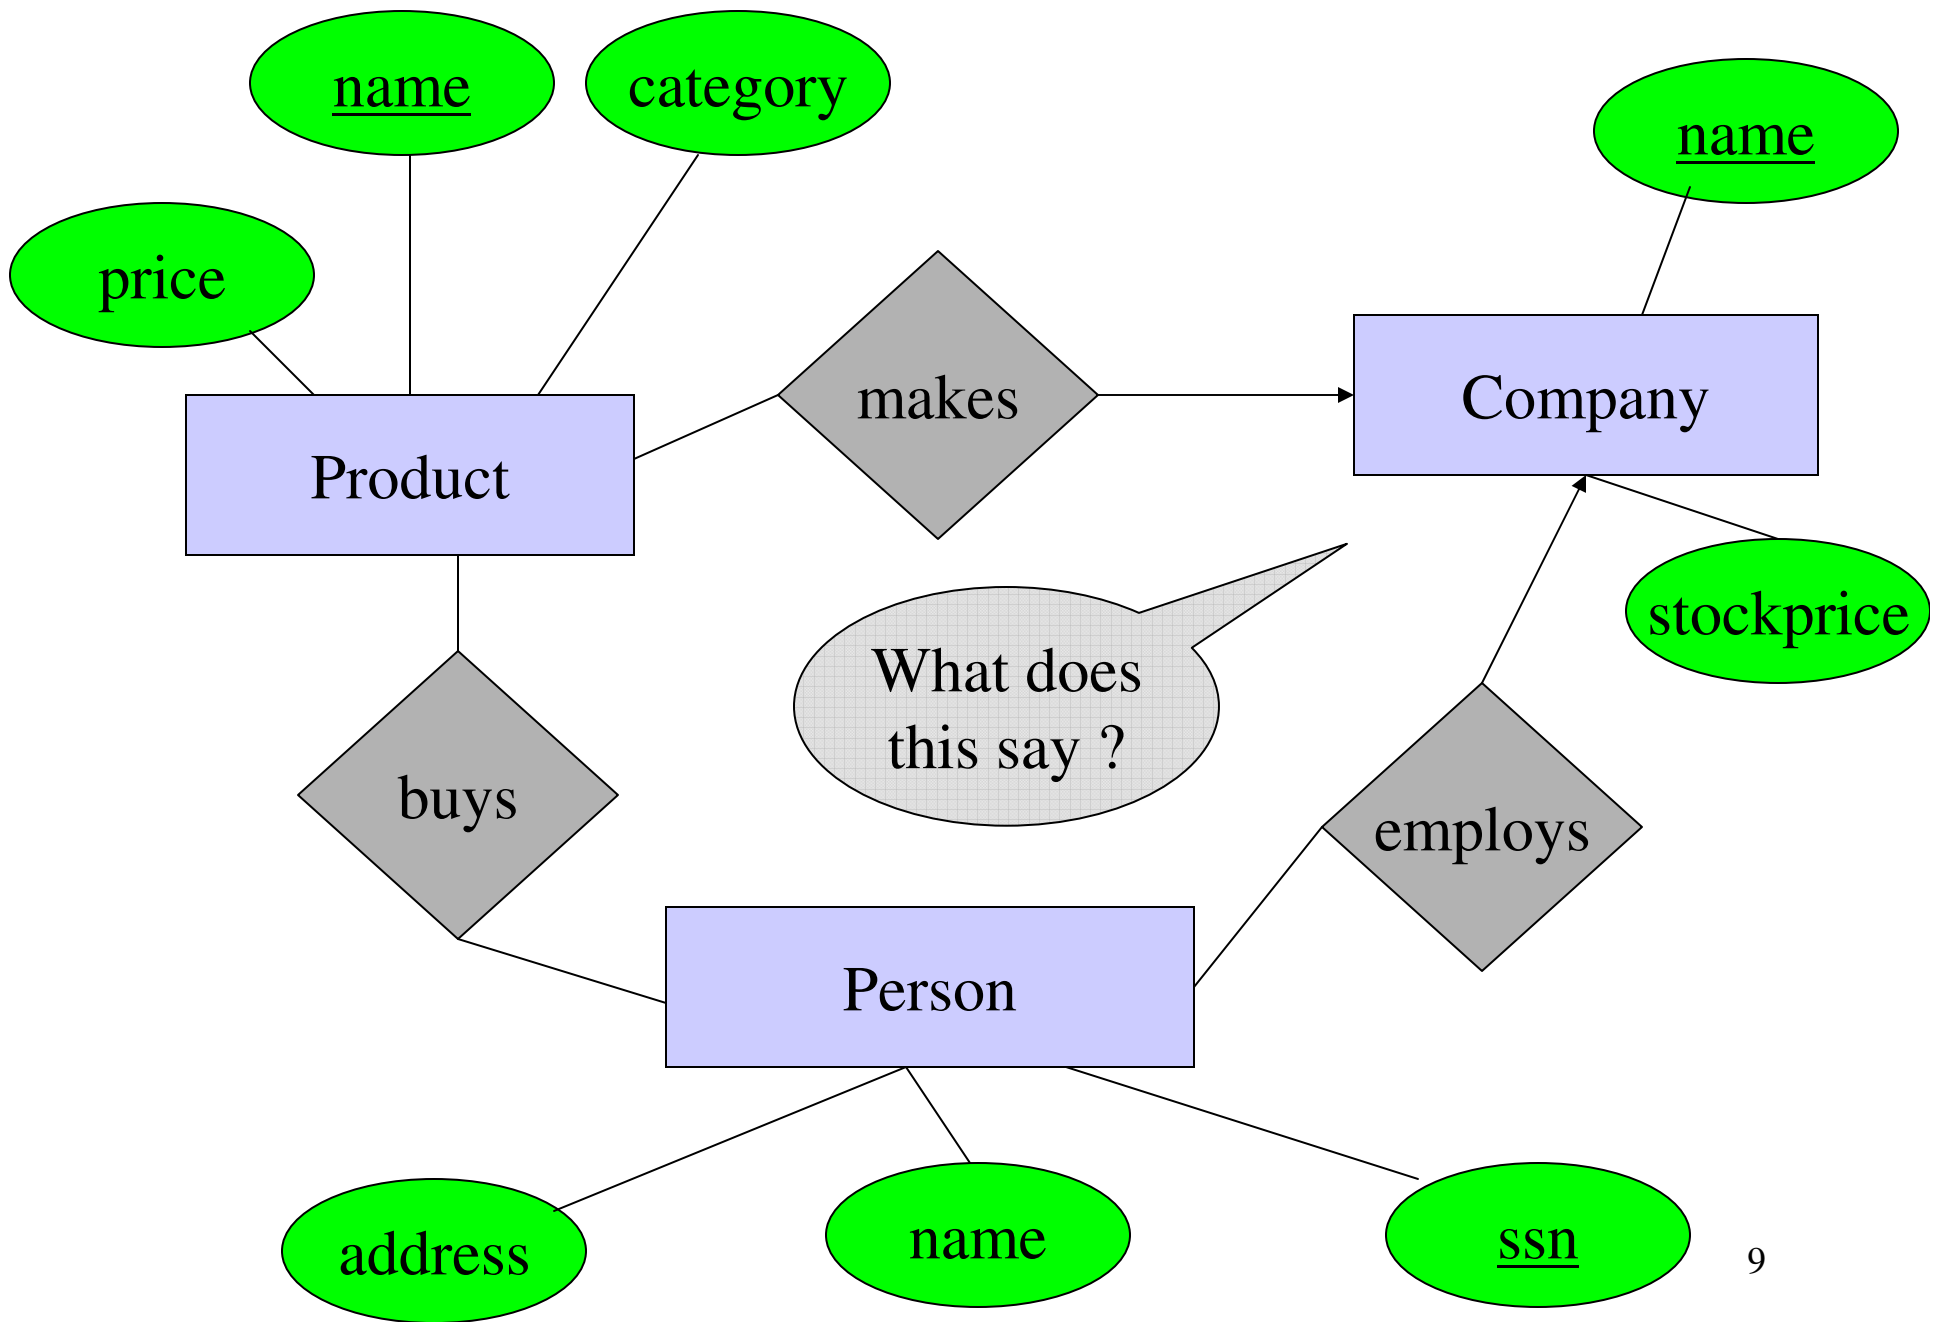 name
category
name
price
makes
Company
Product
stockprice
What does
this say ?
buys
employs
Person
address
name
ssn
9